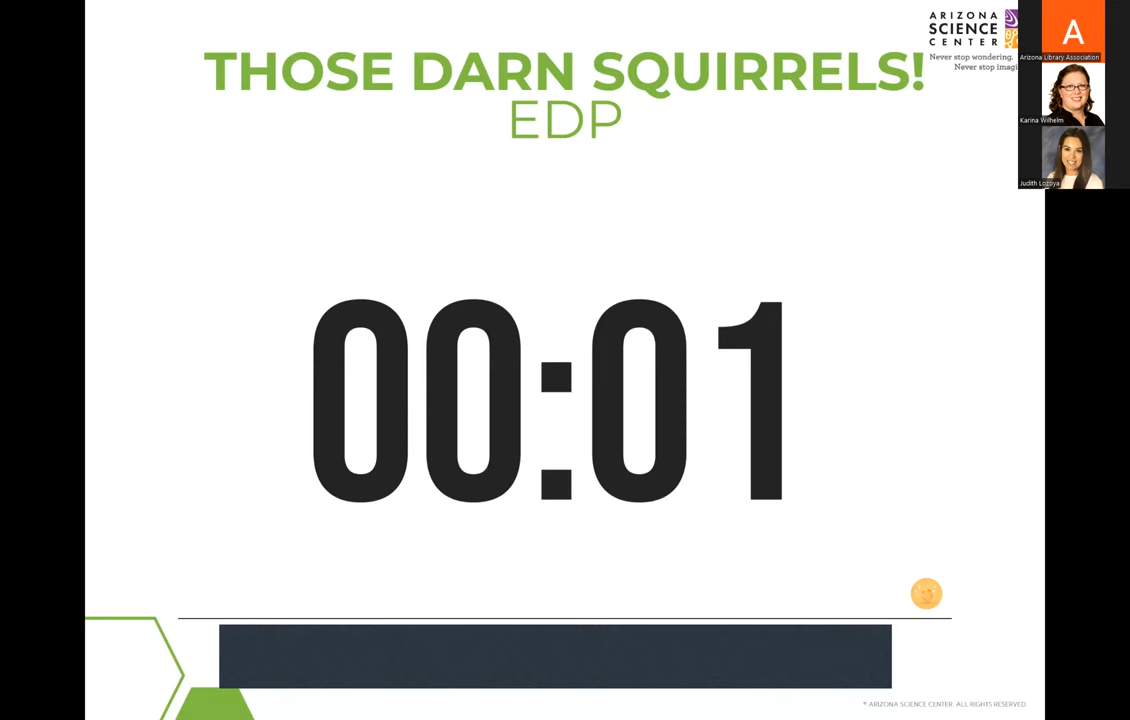 ARIZONA
SCIENCE
CENTER
Never stop wondering.
Never stop imagi
THOSE DARN SQUIRRELS!
EDP
A
Arizona Library Association
Karina Wilhelm
Judith Lozoya
00:01
© ARIZONA SCIENCE CENTER. ALL RIGHTS RESERVED.